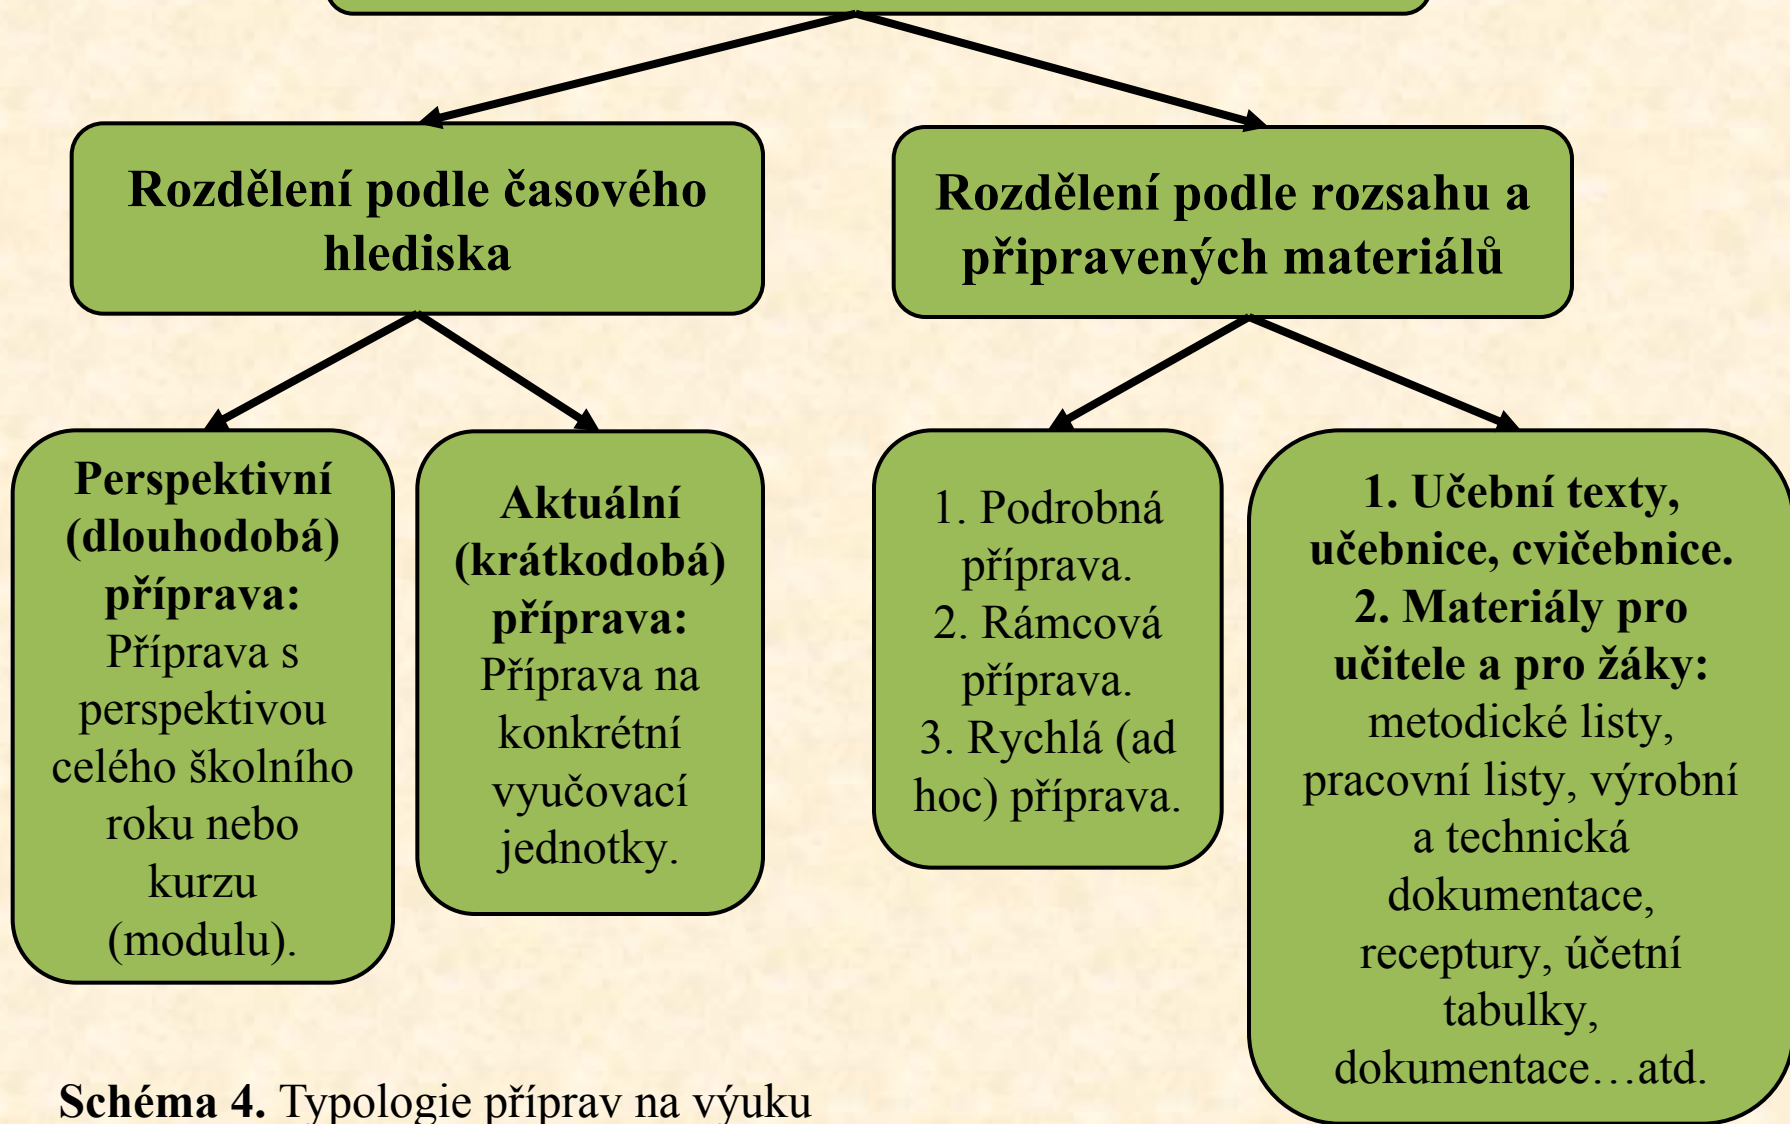 Rozdělení podle časového
hlediska
Rozdělení podle rozsahu a
připravených materiálů
Perspektivní
(dlouhodobá)
příprava:
Příprava s
perspektivou
celého školního
roku nebo
kurzu
(modulu).
Aktuální
(krátkodobá)
příprava:
Příprava na
konkrétní
vyučovací
jednotky.
1. Podrobná
příprava.
2. Rámcová
příprava.
3. Rychlá (ad
hoc) příprava.
1. Učební texty,
učebnice, cvičebnice.
2. Materiály pro
učitele a pro žáky:
metodické listy,
pracovní listy, výrobní
a technická
dokumentace,
receptury, účetní
tabulky,
dokumentace…atd.
Schéma 4. Typologie příprav na výuku